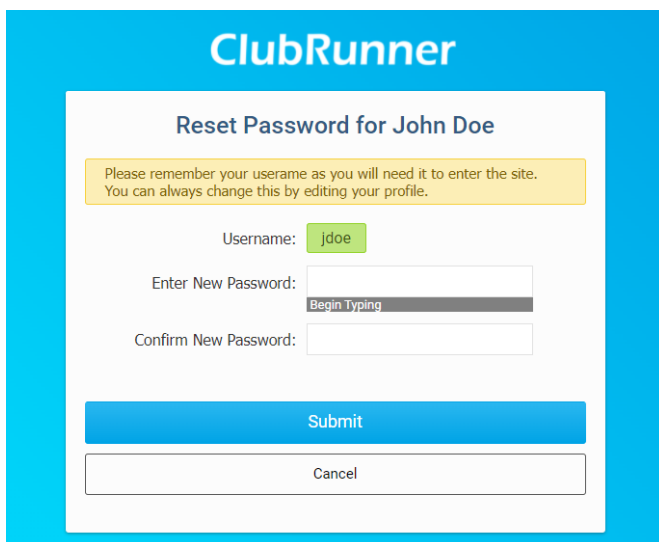 ClubRunner
Reset Password for John Doe
Please remember your userame as you will need it to enter the site.
You can always change this by editing your profile.
Username: jdoe
Enter New Password:
Begin Typing
Confirm New Password:
Submit
Cancel